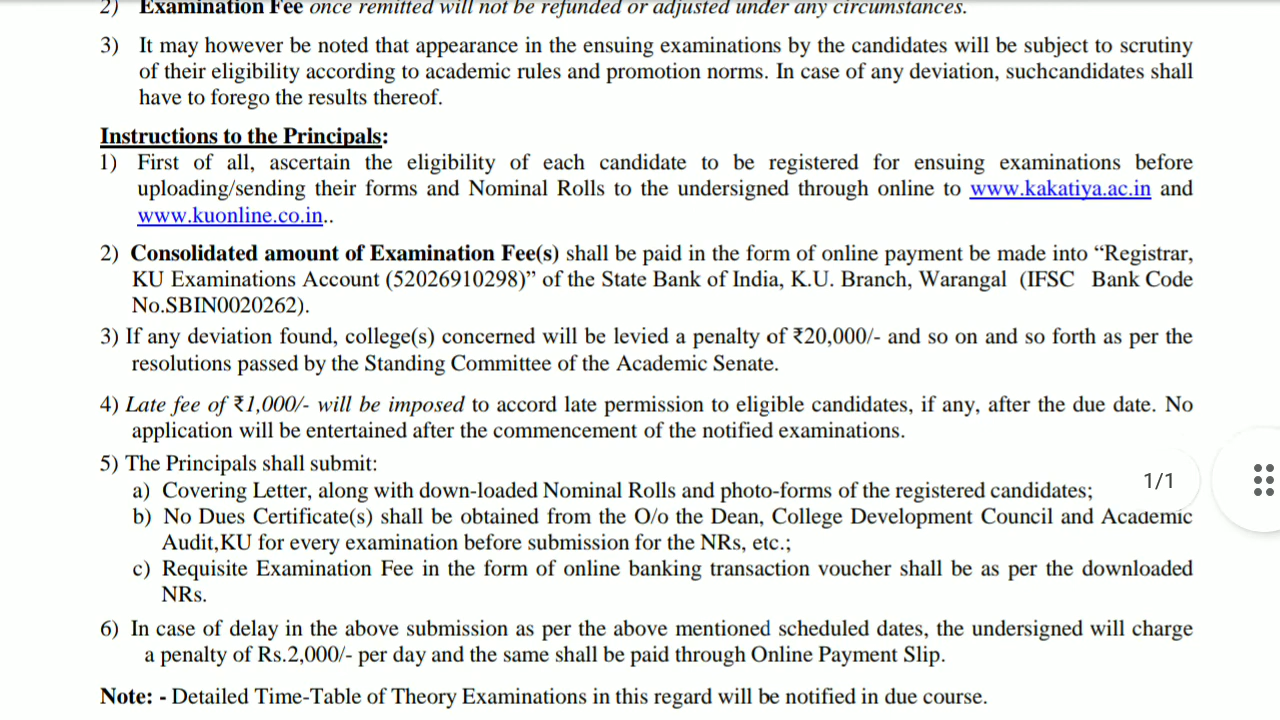 2) Examination Fee once remitted will not be refunded or adjusted under any circumstances.
3) It may however be noted that appearance in the ensuing examinations by the candidates will be subject to scrutiny
of their eligibility according to academic rules and promotion norms. In case of any deviation, suchcandidates shall
have to forego the results thereof.
Instructions to the Principals:
1) First of all, ascertain the eligibility of each candidate to be registered for ensuing examinations before
uploading/sending their forms and Nominal Rolls to the undersigned through online to www.kakatiya.ac.in and
www.kuonline.co.in..
2) Consolidated amount of Examination Fee(s) shall be paid in the form of online payment be made into “Registrar,
KU Examinations Account (52026910298)” of the State Bank of India, K.U. Branch, Warangal (IFSC Bank Code
No.SBIN0020262).
3) If any deviation found, college(s) concerned will be levied a penalty of ₹20,000/- and so on and so forth as per the
resolutions passed by the Standing Committee of the Academic Senate.
4) Late fee of ₹1,000/- will be imposed to accord late permission to eligible candidates, if any, after the due date. No
application will be entertained after the commencement of the notified examinations.
5) The Principals shall submit:
a) Covering Letter, along with down-loaded Nominal Rolls and photo-forms of the registered candidates;
1/1
b) No Dues Certificate(s) shall be obtained from the O/o the Dean, College Development Council and Academic
Audit,KU for every examination before submission for the NRs, etc.;
c) Requisite Examination Fee in the form of online banking transaction voucher shall be as per the downloaded
NRs.
6) In case of delay in the above submission as per the above mentioned scheduled dates, the undersigned will charge
a penalty of Rs.2,000/- per day and the same shall be paid through Online Payment Slip.
Note: - Detailed Time-Table of Theory Examinations in this regard will be notified in due course.